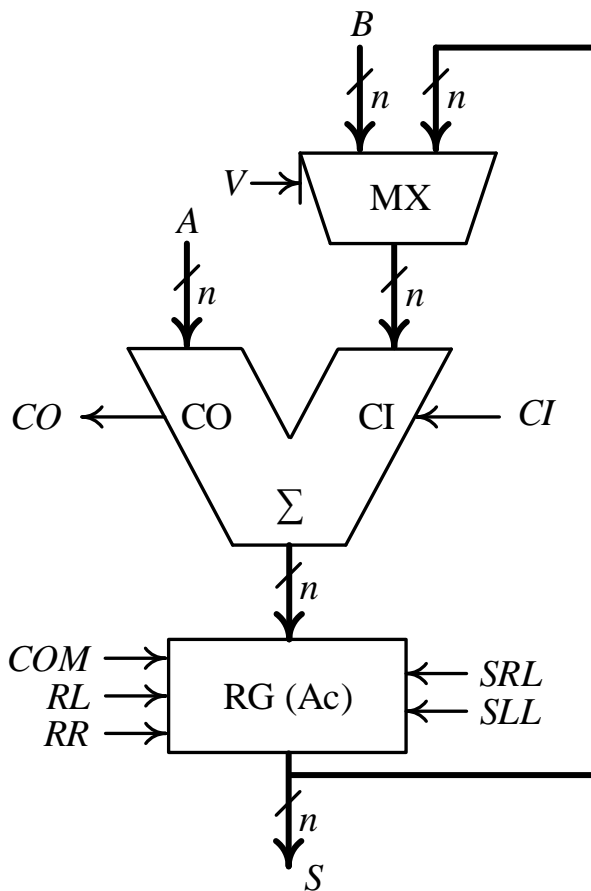 B
n n
V MX
A
n n
CO CO CI CI
∑
n
COM
RL RG (Ac) SRL
RR SLL
n
S